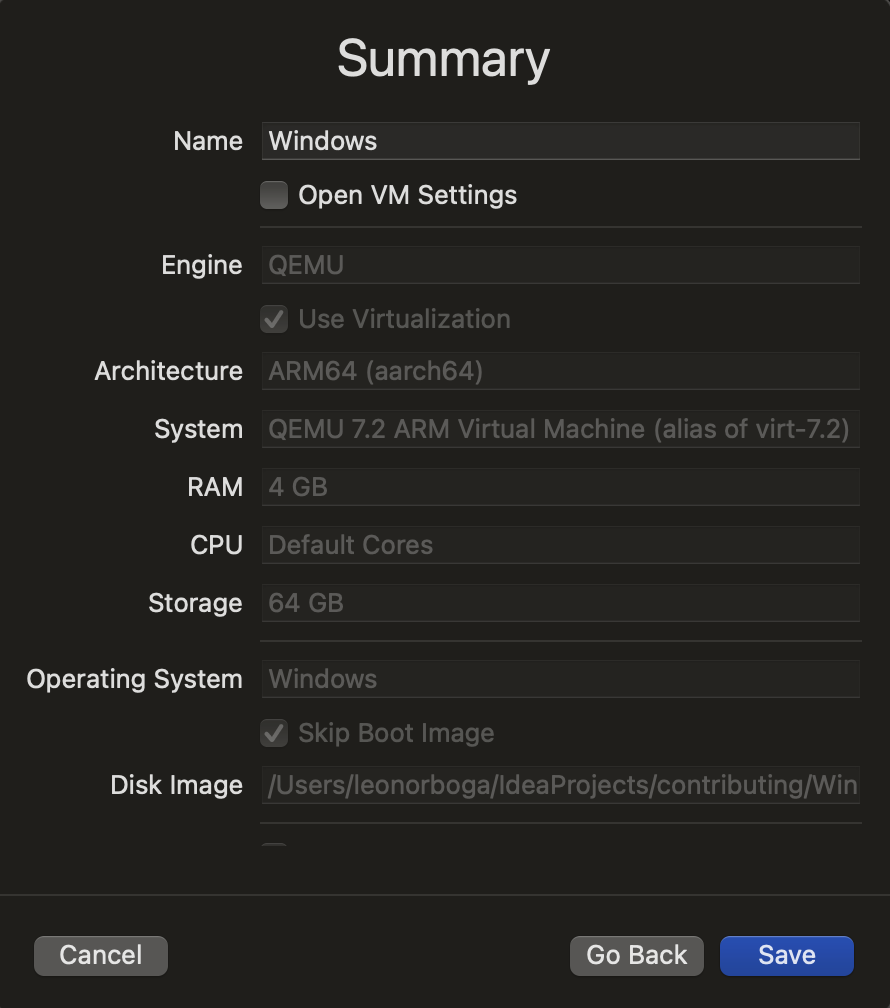 Summary
Name Windows
Open VM Settings
Engine QEMU
Use Virtualization
Architecture ARM64 (aarch64)
System QEMU 7.2 ARM Virtual Machine (alias of virt-7.2)
RAM 4 GB
CPU Default Cores
Storage 64 GB
Operating System Windows
Skip Boot Image
Disk Image /Users/leonorboga/IdeaProjects/contributing/Win
Cancel Go Back Save